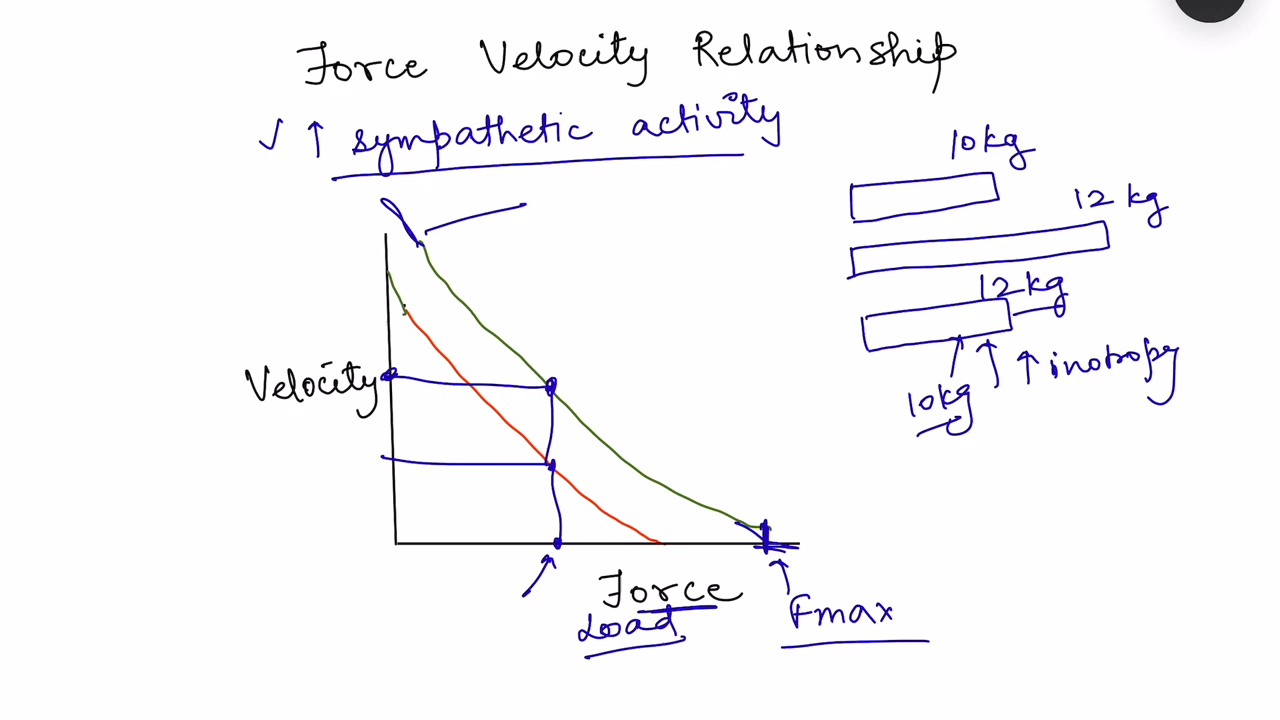 Force Velocity Relationship
✓ ↑ sympathetic activity
10kg
12 kg
12 kg
↑ inotropy
10kg
Velocity
Force
Load
Fmax